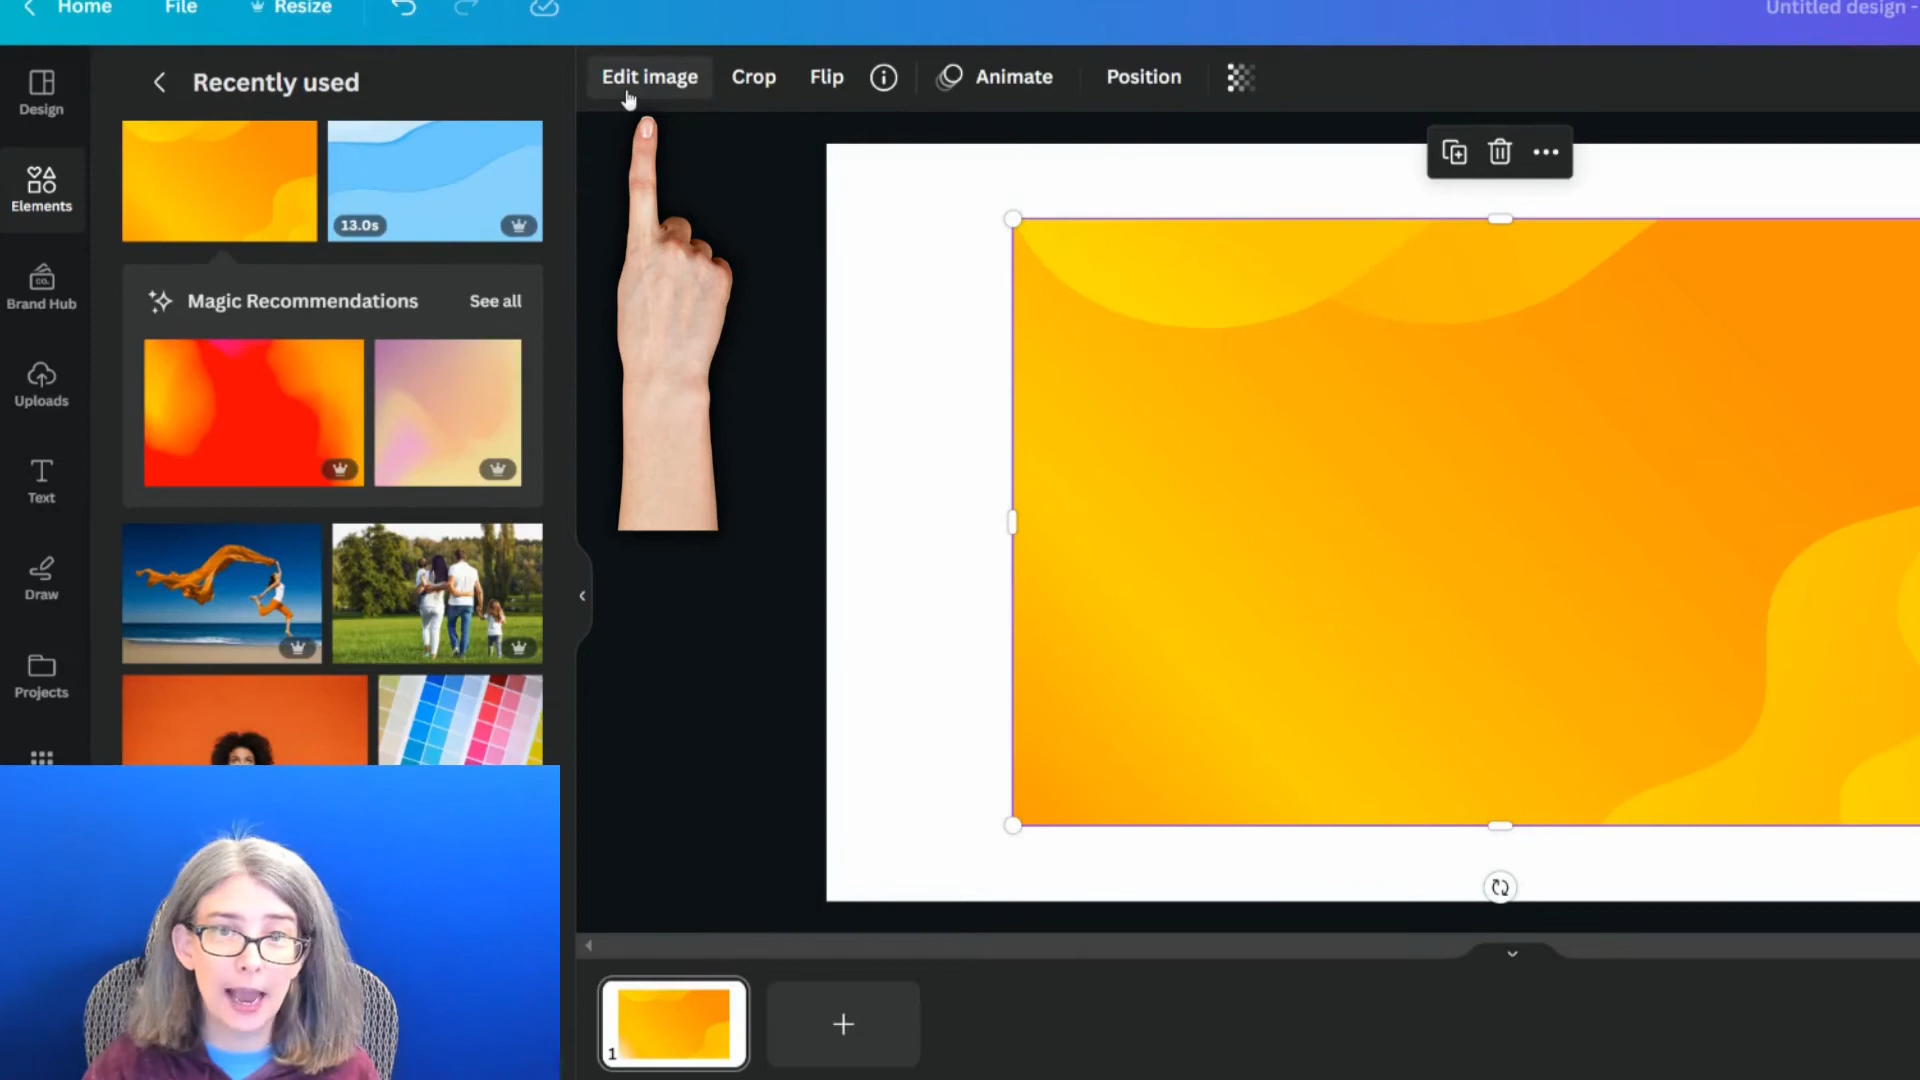 Home File Resize Untitled design -
Design
Elements
Brand Hub
Uploads
Text
Draw
Projects
Recently used
13.0s
Magic Recommendations See all
Edit image Crop Flip Animate Position
1